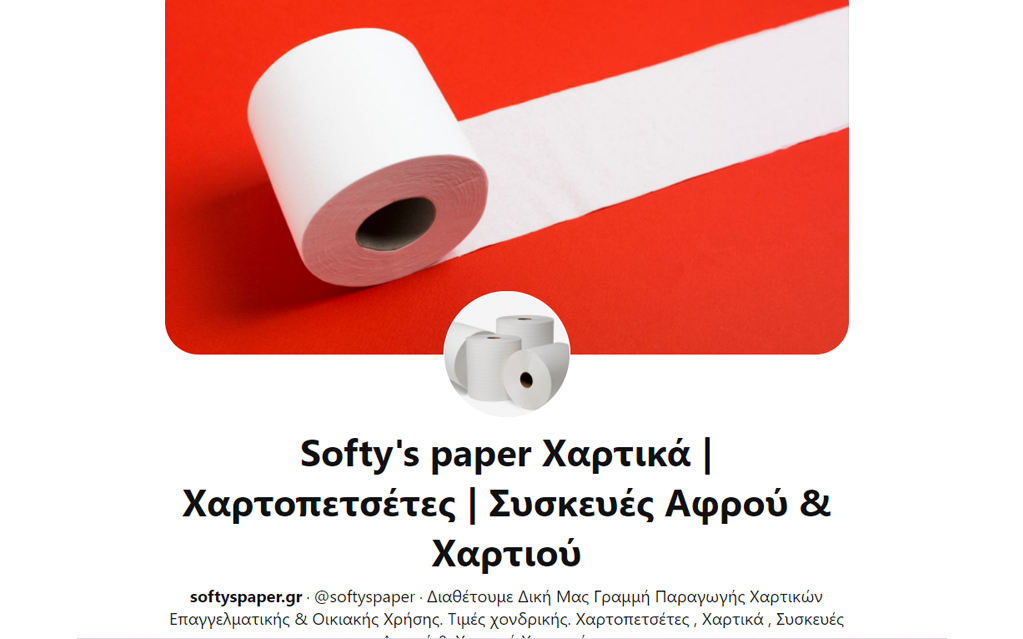 Softy's paper Χαρτικά |
Χαρτοπετσέτες | Συσκευές Αφρού &
Χαρτιού
softyspaper.gr · @softyspaper · Διαθέτουμε Δική Μας Γραμμή Παραγωγής Χαρτικών
Επαγγελματικής & Οικιακής Χρήσης. Τιμές χονδρικής. Χαρτοπετσέτες , Χαρτικά , Συσκευές